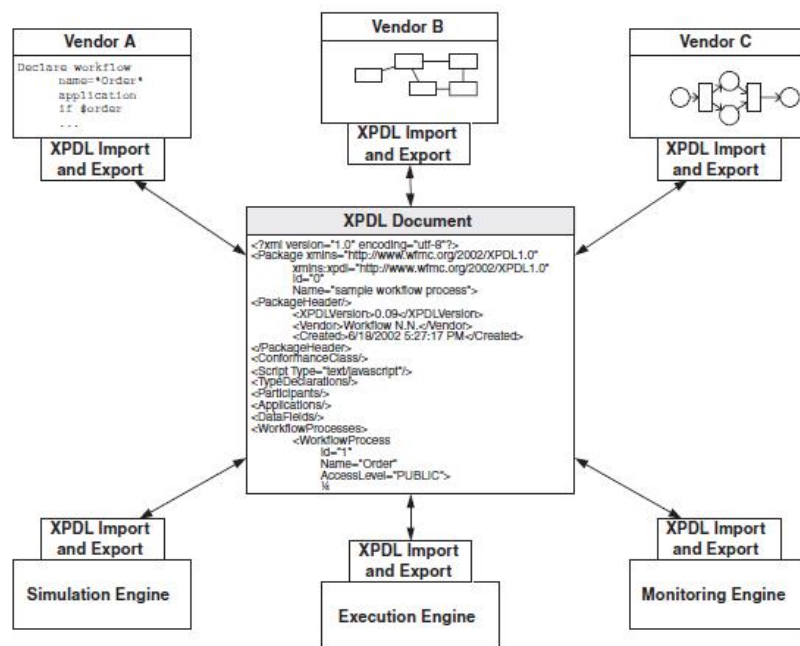 Vendor A
Declare workflow
name="Order"
application
if $order
...
XPDL Import
and Export
Vendor B
XPDL Import
and Export
Vendor C
XPDL Import
and Export
XPDL Document
<?xml version="1.0" encoding="utf-8"?>
<Package xmlns="http://www.wfmc.org/2002/XPDL1.0"
xmlns:xpdl="http://www.wfmc.org/2002/XPDL1.0"
Id="0"
Name="sample workflow process">
<PackageHeader/>
<XPDLVersion>0.09</XPDLVersion>
<Vendor>Workflow N.N.</Vendor>
<Created>6/18/2002 5:27:17 PM</Created>
</PackageHeader>
<ConformanceClass/>
<Script Type="text/javascript"/>
<TypeDeclarations/>
<Participants/>
<Applications/>
<DataFields/>
<WorkflowProcesses>
<WorkflowProcess
Id="1"
Name="Order"
AccessLevel="PUBLIC">
¼
XPDL Import
and Export
Simulation Engine
XPDL Import
and Export
Execution Engine
XPDL Import
and Export
Monitoring Engine